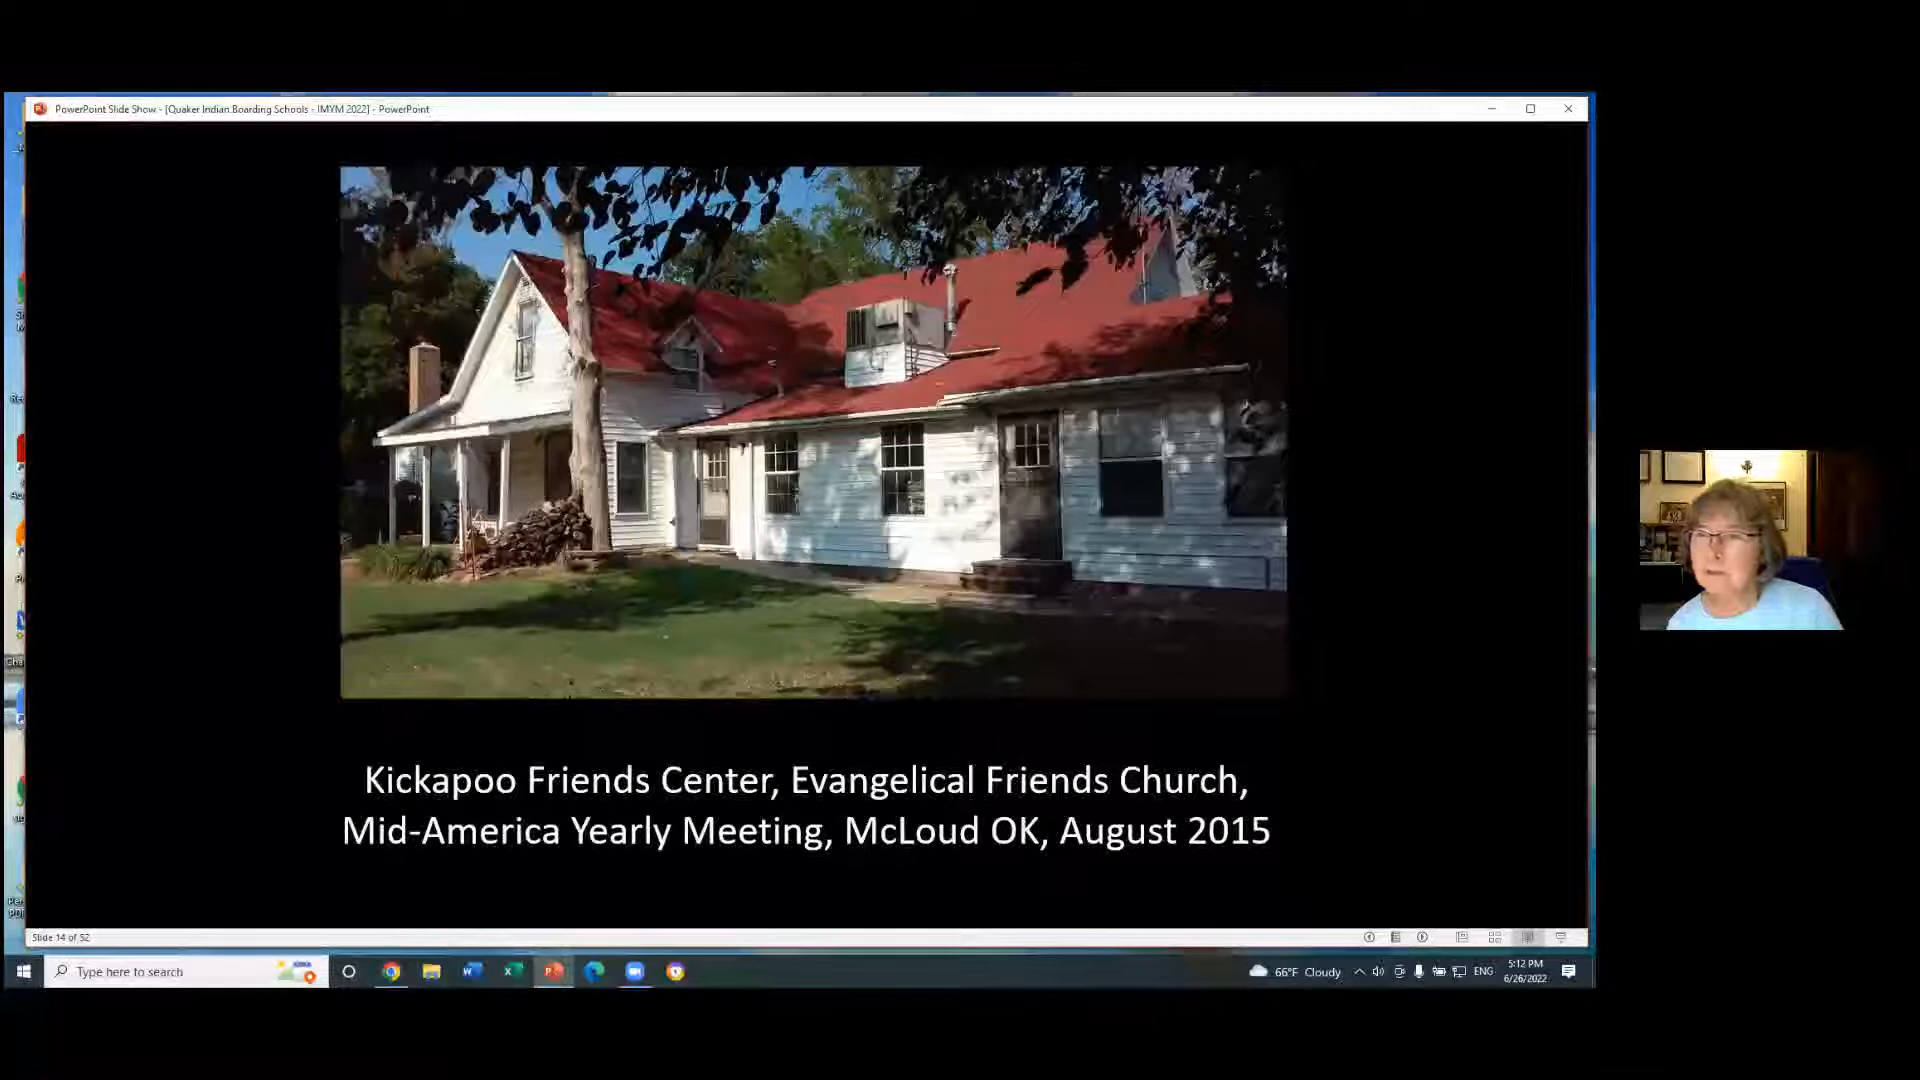 PowerPoint Slide Show - [Quaker Indian Boarding Schools - IMYM 2022] - PowerPoint
Kickapoo Friends Center, Evangelical Friends Church,
Mid-America Yearly Meeting, McLoud OK, August 2015
Slide 14 of 52
Type here to search
66°F Cloudy
ENG
5:12 PM
6/26/2022